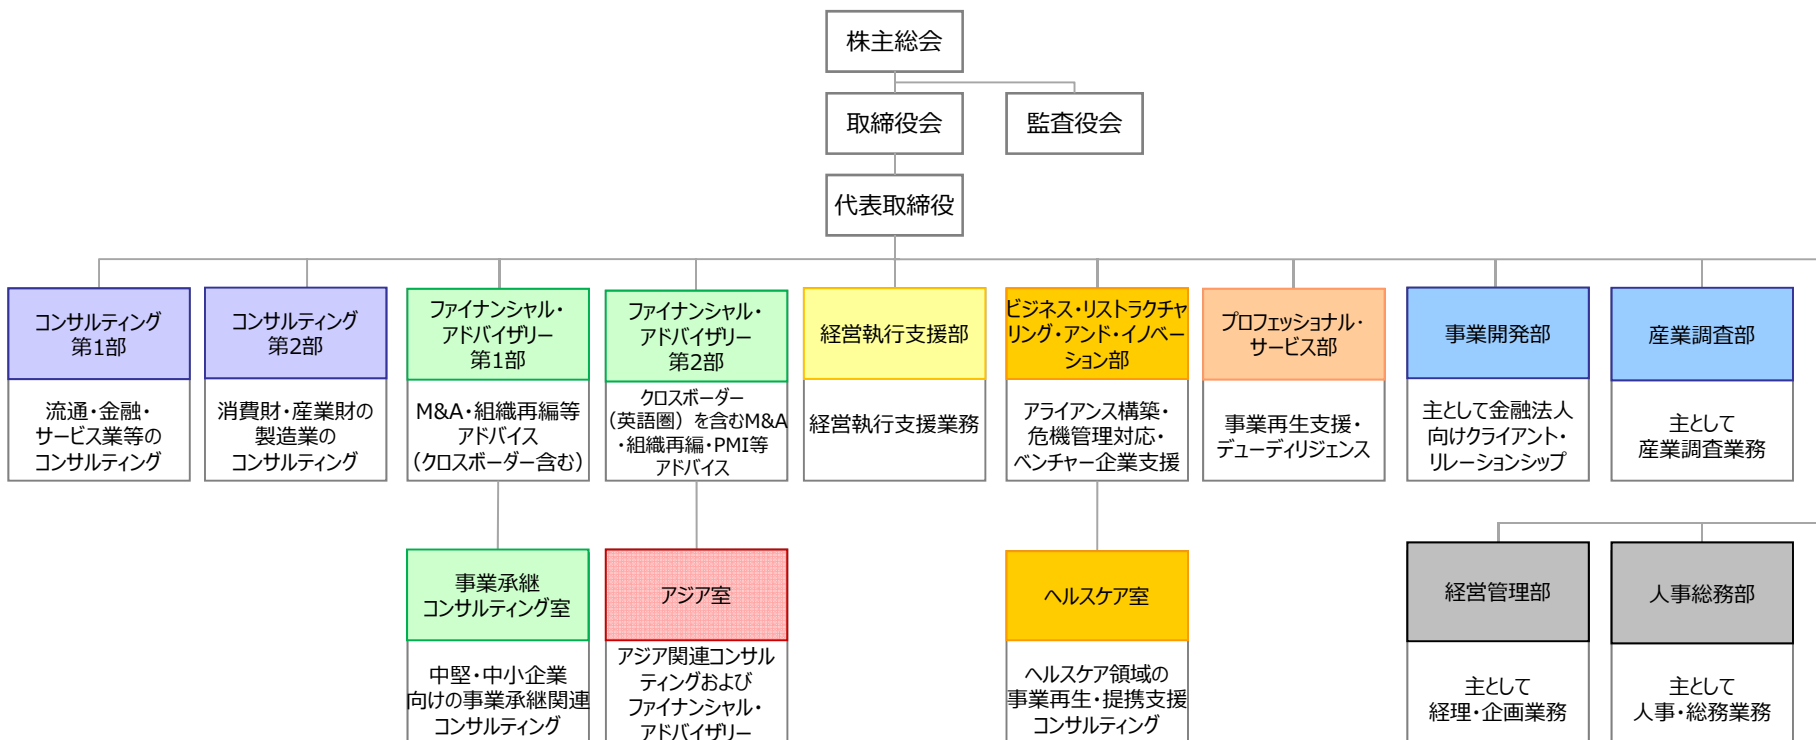 株主総会
取締役会
監査役会
代表取締役
コンサルティング
第1部
流通・金融・
サービス業等の
コンサルティング
コンサルティング
第2部
消費財・産業財の
製造業の
コンサルティング
ファイナンシャル・
アドバイザリー
第1部
M&A・組織再編等
アドバイス
（クロスボーダー含む）
ファイナンシャル・
アドバイザリー
第2部
クロスボーダー
（英語圏）を含むM&A
・組織再編・PMI等
アドバイス
経営執行支援部
経営執行支援業務
ビジネス・リストラクチャ
リング・アンド・イノベー
ション部
アライアンス構築・
危機管理対応・
ベンチャー企業支援
プロフェッショナル・
サービス部
事業再生支援・
デューディリジェンス
事業開発部
主として金融法人
向けクライアント・
リレーションシップ
産業調査部
主として
産業調査業務
事業承継
コンサルティング室
中堅・中小企業
向けの事業承継関連
コンサルティング
アジア室
アジア関連コンサル
ティングおよび
ファイナンシャル・
アドバイザリー
ヘルスケア室
ヘルスケア領域の
事業再生・提携支援
コンサルティング
経営管理部
主として
経理・企画業務
人事総務部
主として
人事・総務業務